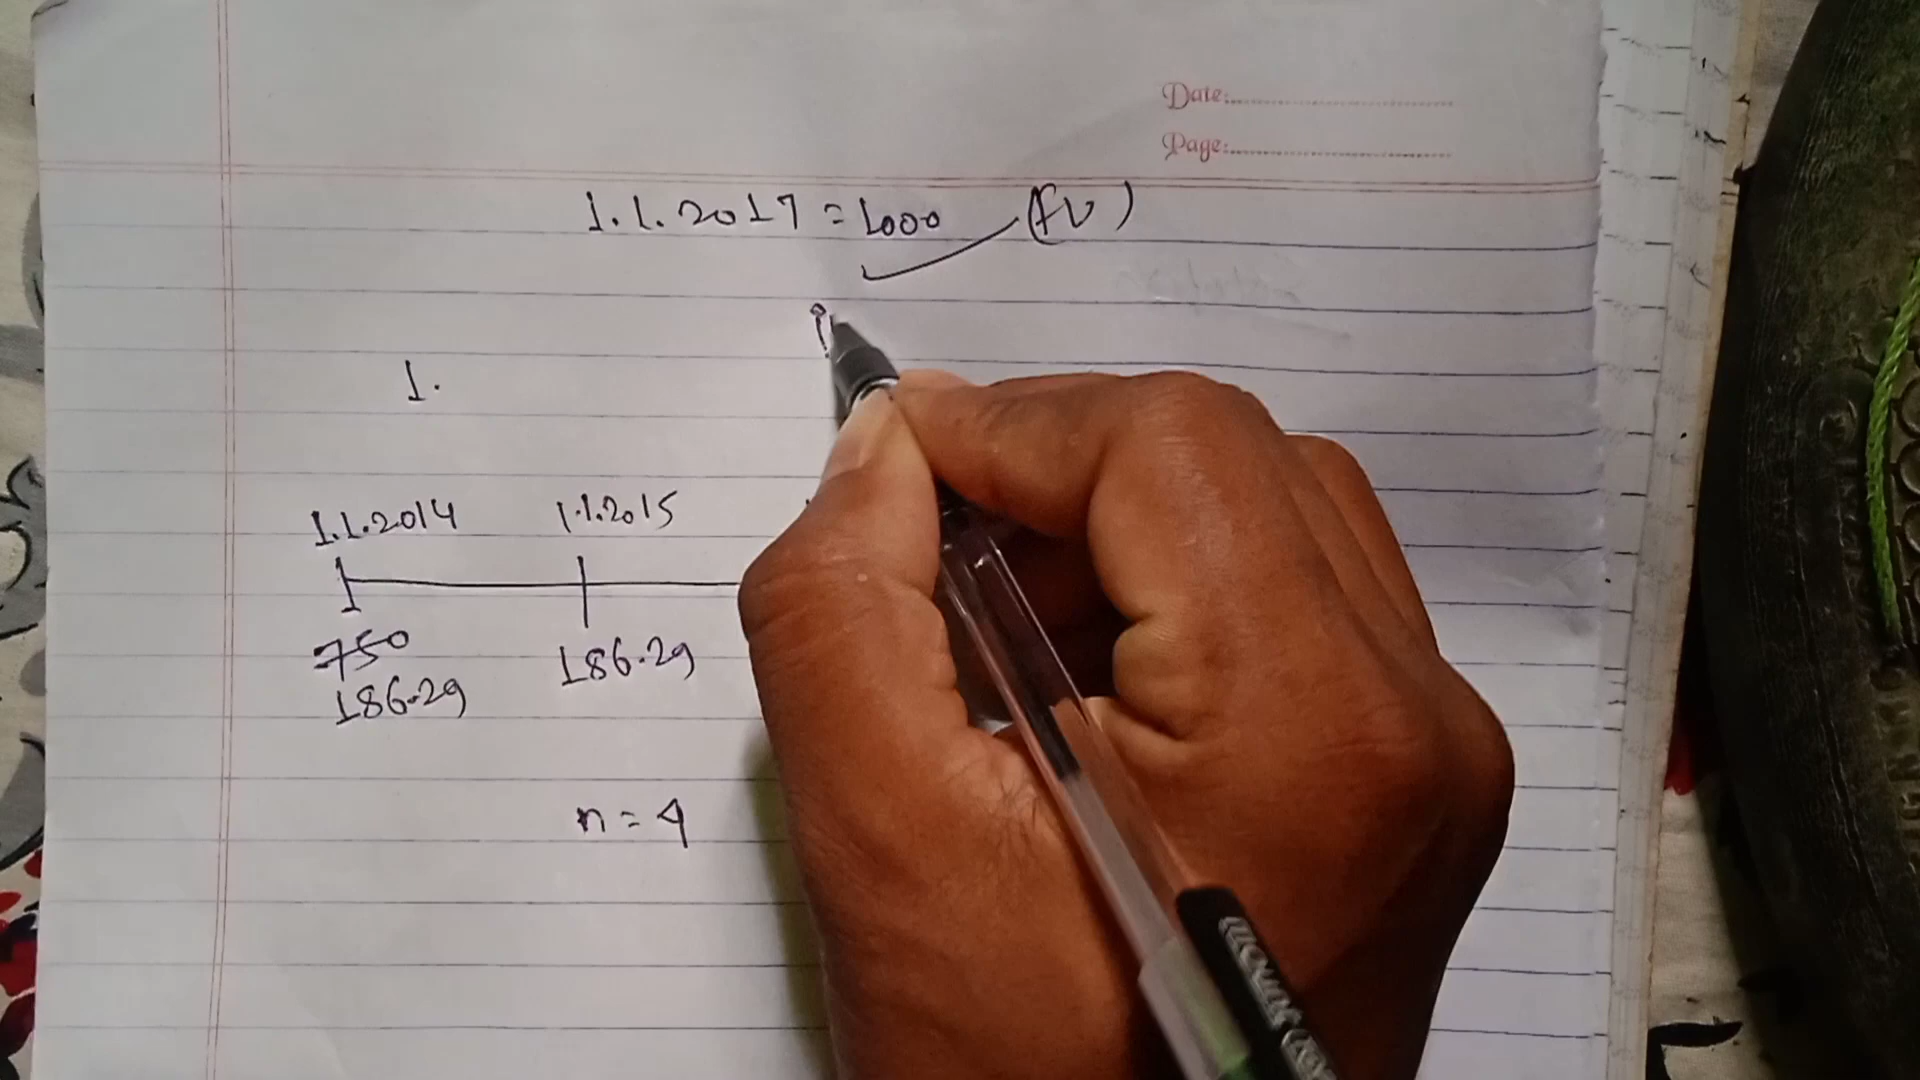 Date:
Page:
1.1.2017 = 1000 (FV)
1.
1.1.2014 1.1.2015
750 186.29
186.29
n = 4